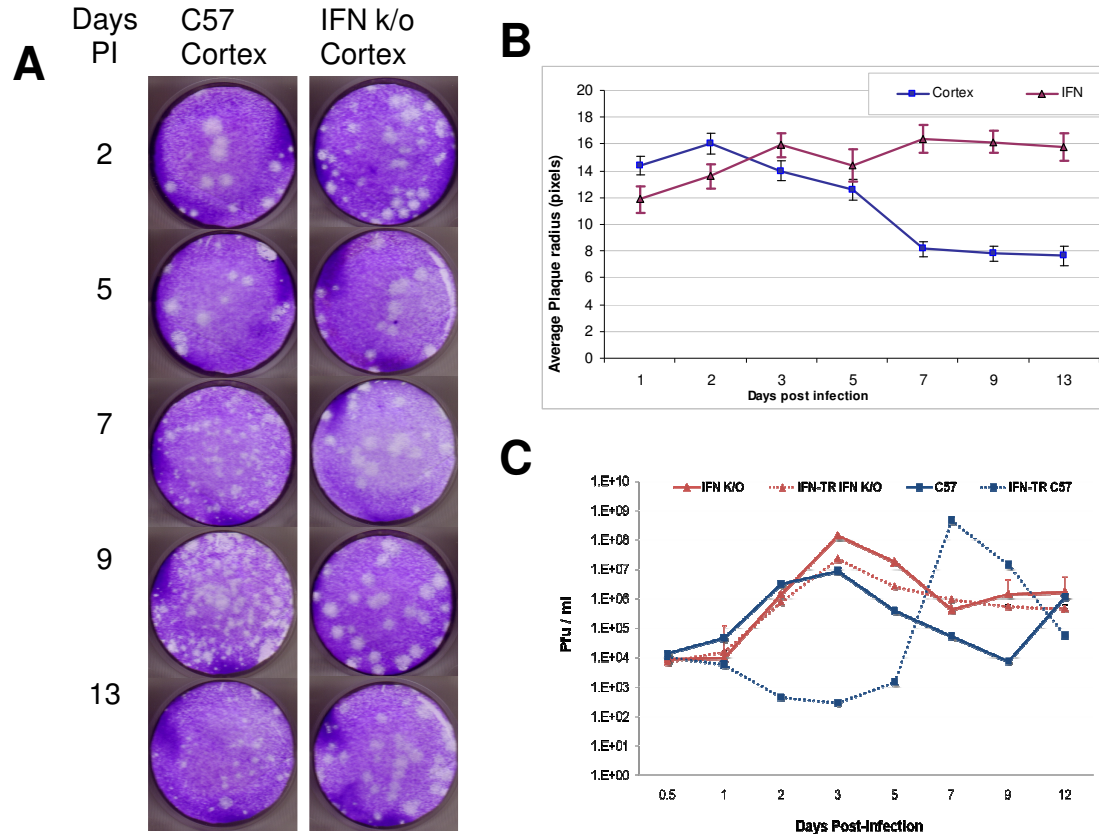 A
Days
PI
C57
Cortex
IFN k/o
Cortex
2
5
7
9
13
B
Cortex
IFN
Average Plaque radius (pixels)
20
18
16
14
12
10
8
6
4
2
0
1 2 3 5 7 9 13
Days post infection
C
IFN K/O IFN-TR IFN K/O C57 IFN-TR C57
Pfu / ml
1.E+10
1.E+09
1.E+08
1.E+07
1.E+06
1.E+05
1.E+04
1.E+03
1.E+02
1.E+01
1.E+00
0.5 1 2 3 5 7 9 12
Days Post-Infection